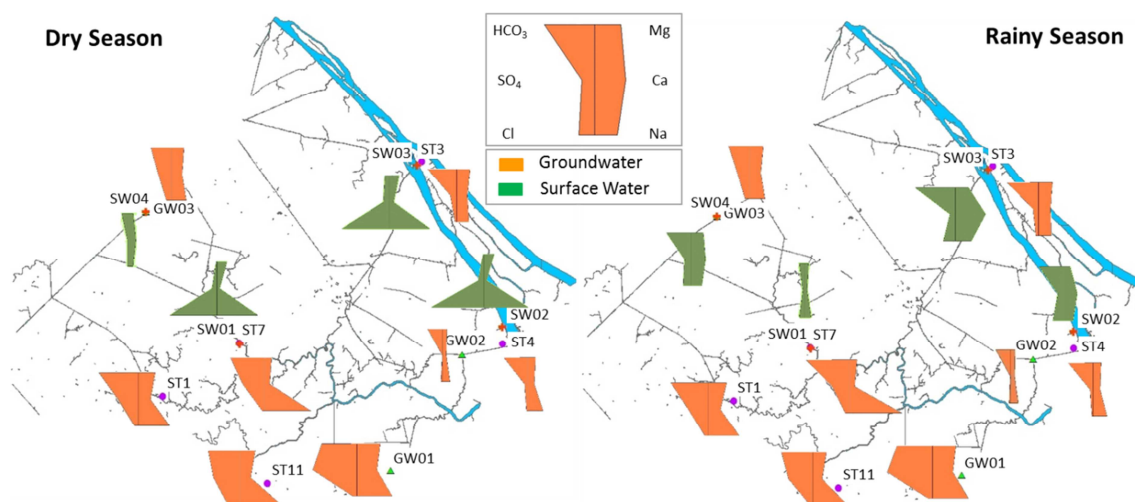 Dry Season
HCO₃ Mg
SO₄ Ca
Cl Na
Groundwater
Surface Water
Rainy Season
SW03 ST3
SW04
GW03
SW02
SW01 ST7
GW02
ST4
ST1
GW01
ST11
SW03 ST3
SW04
GW03
SW02
SW01 ST7
GW02
ST4
ST1
GW01
ST11